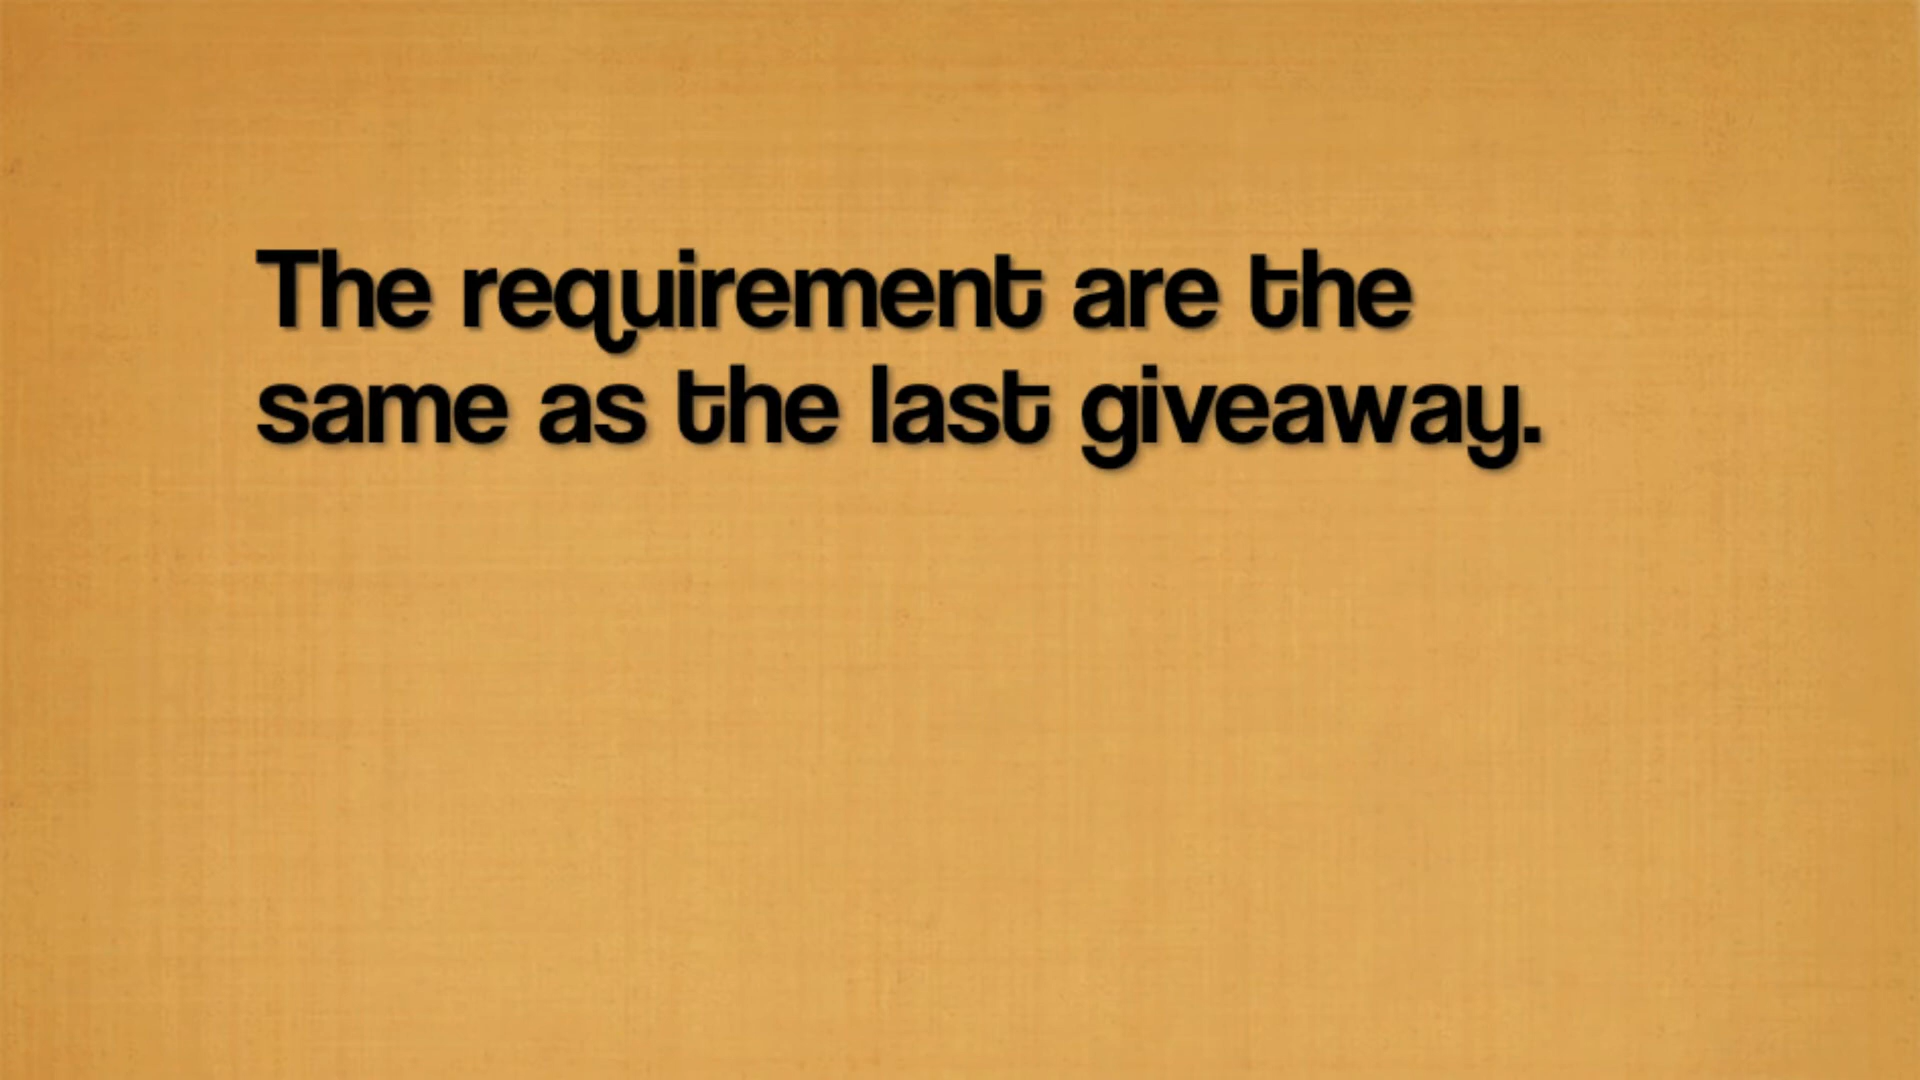 The requirement are the
same as the last giveaway.